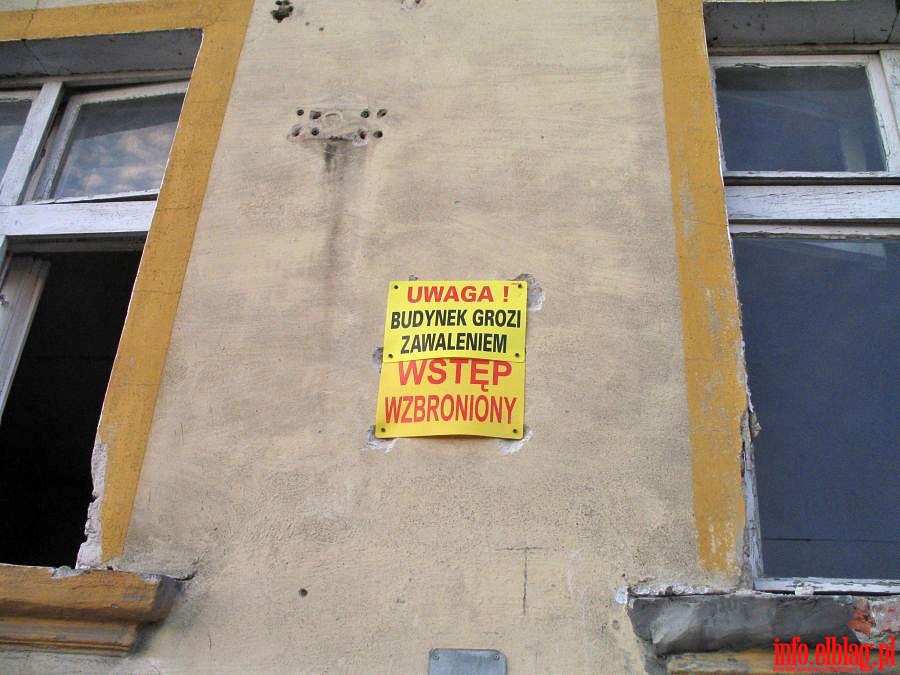 UWAGA !
BUDYNEK GROZI
ZAWALENIEM
WSTĘP
WZBRONIONY
info.elblag.pl